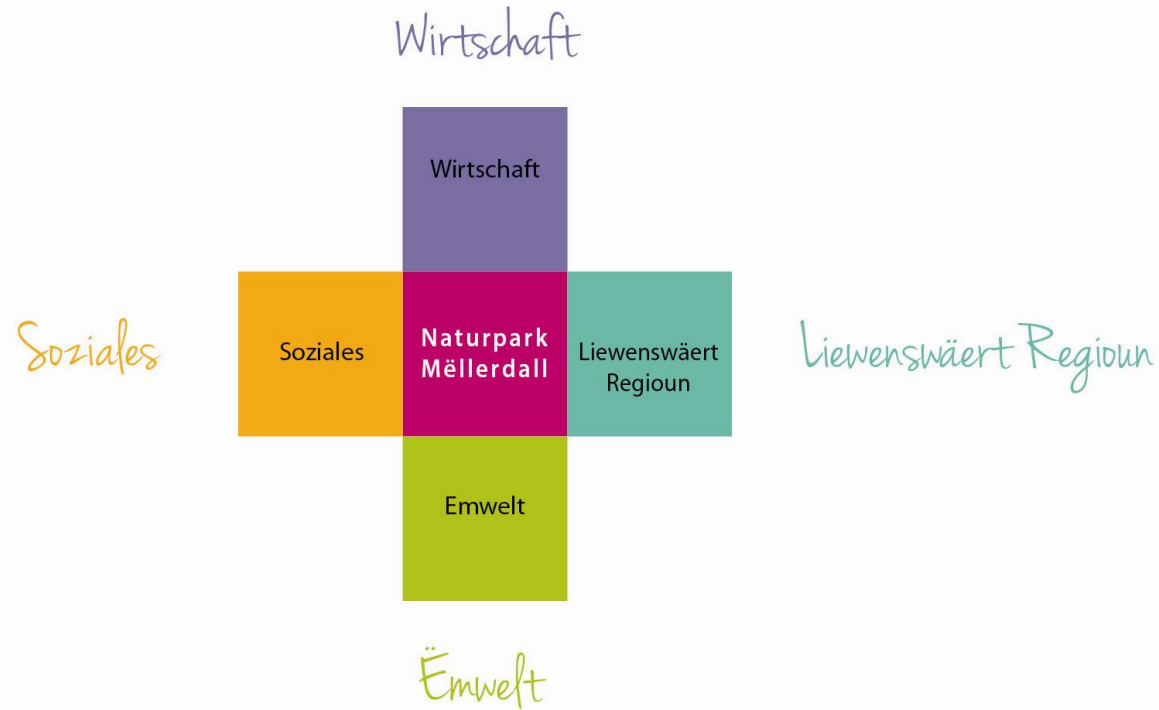 Wirtschaft
Wirtschaft
Soziales
Soziales
Naturpark
Mëllerdall
Liewenswäert
Regioun
Liewenswäert Regioun
Emwelt
Ëmwelt